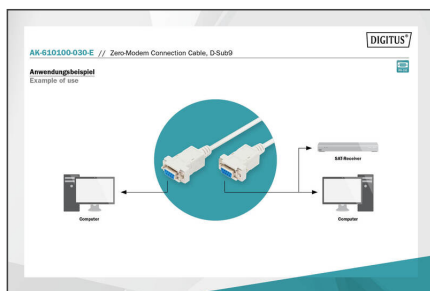 DIGITUS®
AK-610100-030-E // Zero-Modem Connection Cable, D-Sub9
Anwendungsbeispiel
Example of use
SAT-Receiver
Computer
Computer